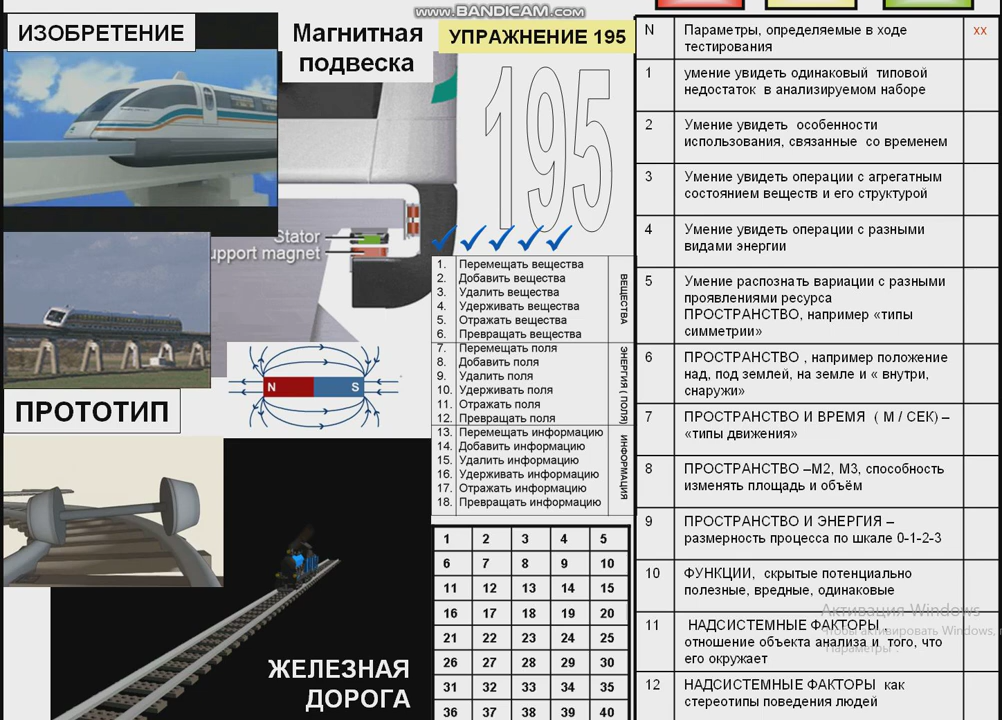 www.BANDICAM.com
ИЗОБРЕТЕНИЕ
Магнитная
подвеска
УПРАЖНЕНИЕ 195
195
Stator
upport magnet
N S
ПРОТОТИП
ЖЕЛЕЗНАЯ
ДОРОГА
1. Перемещать вещества
2. Добавить вещества
3. Удалить вещества
4. Удерживать вещества
5. Отражать вещества
6. Превращать вещества
ВЕЩЕСТВА
7. Перемещать поля
8. Добавить поля
9. Удалить поля
10. Удерживать поля
11. Отражать поля
12. Превращать поля
ЭНЕРГИЯ ( ПОЛЯ)
13. Перемещать информацию
14. Добавить информацию
15. Удалить информацию
16. Удерживать информацию
17. Отражать информацию
18. Превращать информацию
ИНФОРМАЦИЯ
1 2 3 4 5
6 7 8 9 10
11 12 13 14 15
16 17 18 19 20
21 22 23 24 25
26 27 28 29 30
31 32 33 34 35
36 37 38 39 40
N Параметры, определяемые в ходе xx
тестирования
1 умение увидеть одинаковый типовой
недостаток в анализируемом наборе
2 Умение увидеть особенности
использования, связанные со временем
3 Умение увидеть операции с агрегатным
состоянием веществ и его структурой
4 Умение увидеть операции с разными
видами энергии
5 Умение распознать вариации с разными
проявлениями ресурса
ПРОСТРАНСТВО, например «типы
симметрии»
6 ПРОСТРАНСТВО , например положение
над, под землей, на земле и « внутри,
снаружи»
7 ПРОСТРАНСТВО И ВРЕМЯ ( М / СЕК) –
«типы движения»
8 ПРОСТРАНСТВО –М2, М3, способность
изменять площадь и объём
9 ПРОСТРАНСТВО И ЭНЕРГИЯ –
размерность процесса по шкале 0-1-2-3
10 ФУНКЦИИ, скрытые потенциально
полезные, вредные, одинаковые
11 НАДСИСТЕМНЫЕ ФАКТОРЫ ,
отношение объекта анализа и того, что
его окружает
12 НАДСИСТЕМНЫЕ ФАКТОРЫ как
стереотипы поведения людей
Активация Windows
Чтобы активировать Windows,
Параметры .